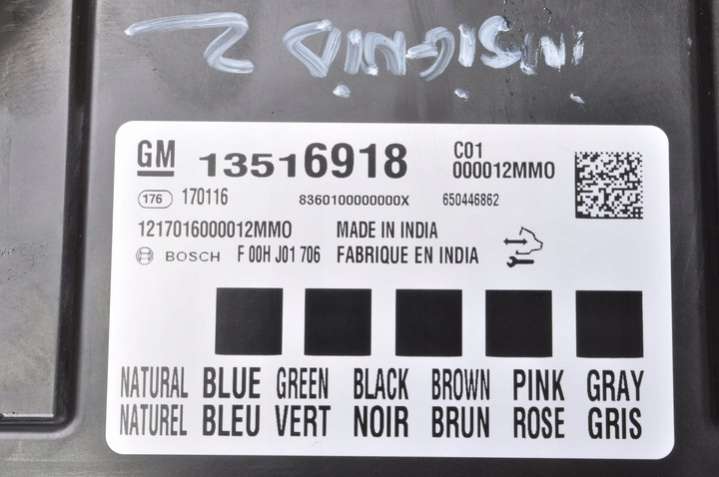 INSIGNIA 2
GM 13516918 C01
000012MMO
176 170116 8360100000000X 650446862
1217016000012MMO MADE IN INDIA
BOSCH F 00H J01 706 FABRIQUE EN INDIA
NATURAL BLUE GREEN BLACK BROWN PINK GRAY
NATUREL BLEU VERT NOIR BRUN ROSE GRIS